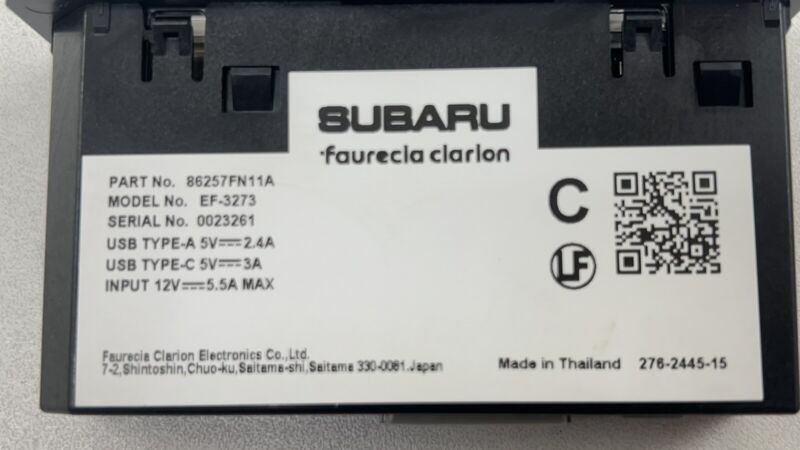 SUBARU
faurecia clarion
PART No. 86257FN11A
MODEL No. EF-3273
SERIAL No. 0023261
USB TYPE-A 5V⎓2.4A
USB TYPE-C 5V⎓3A
INPUT 12V⎓5.5A MAX
C
LF
Faurecia Clarion Electronics Co.,Ltd.
7-2,Shintoshin,Chuo-ku,Saitama-shi,Saitama 330-0081.Japan
Made in Thailand 276-2445-15